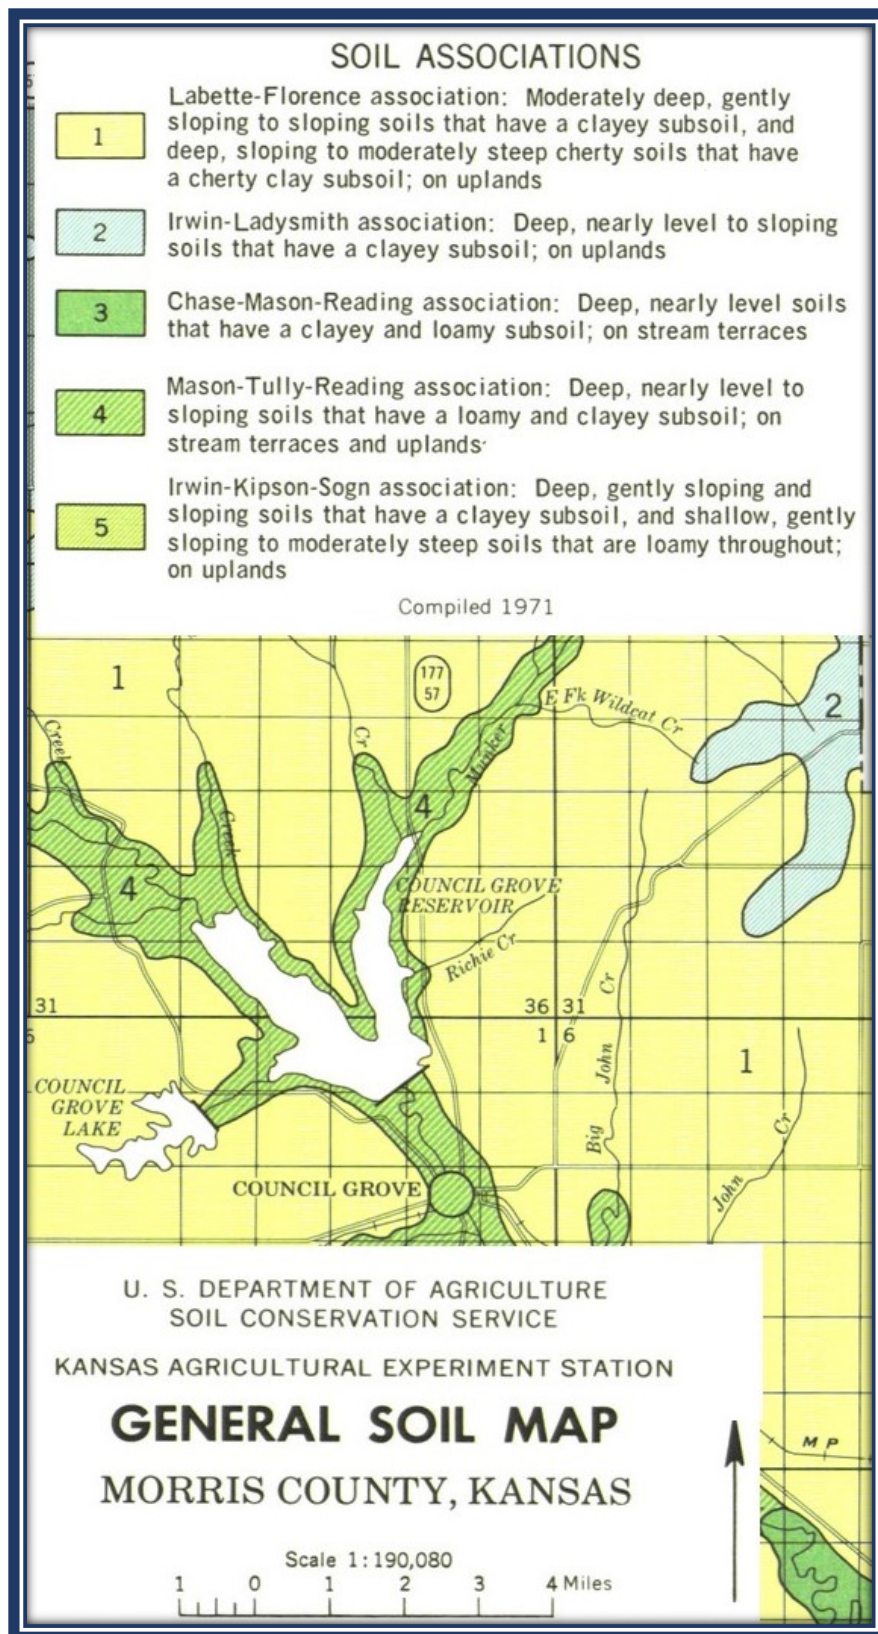 SOIL ASSOCIATIONS
1
Labette-Florence association: Moderately deep, gently
sloping to sloping soils that have a clayey subsoil, and
deep, sloping to moderately steep cherty soils that have
a cherty clay subsoil; on uplands
2
Irwin-Ladysmith association: Deep, nearly level to sloping
soils that have a clayey subsoil; on uplands
3
Chase-Mason-Reading association: Deep, nearly level soils
that have a clayey and loamy subsoil; on stream terraces
4
Mason-Tully-Reading association: Deep, nearly level to
sloping soils that have a loamy and clayey subsoil; on
stream terraces and uplands
5
Irwin-Kipson-Sogn association: Deep, gently sloping and
sloping soils that have a clayey subsoil, and shallow, gently
sloping to moderately steep soils that are loamy throughout;
on uplands
Compiled 1971
1
177
57
E Fk Wildcat Cr
2
Creek
Cr
Munker
4
Creek
4
COUNCIL GROVE
RESERVOIR
Richie Cr
31
36 31
6
1 6
Big John Cr
1
COUNCIL
GROVE
LAKE
John Cr
COUNCIL GROVE
U. S. DEPARTMENT OF AGRICULTURE
SOIL CONSERVATION SERVICE
KANSAS AGRICULTURAL EXPERIMENT STATION
GENERAL SOIL MAP
MORRIS COUNTY, KANSAS
M P
Scale 1:190,080
1 0 1 2 3 4 Miles